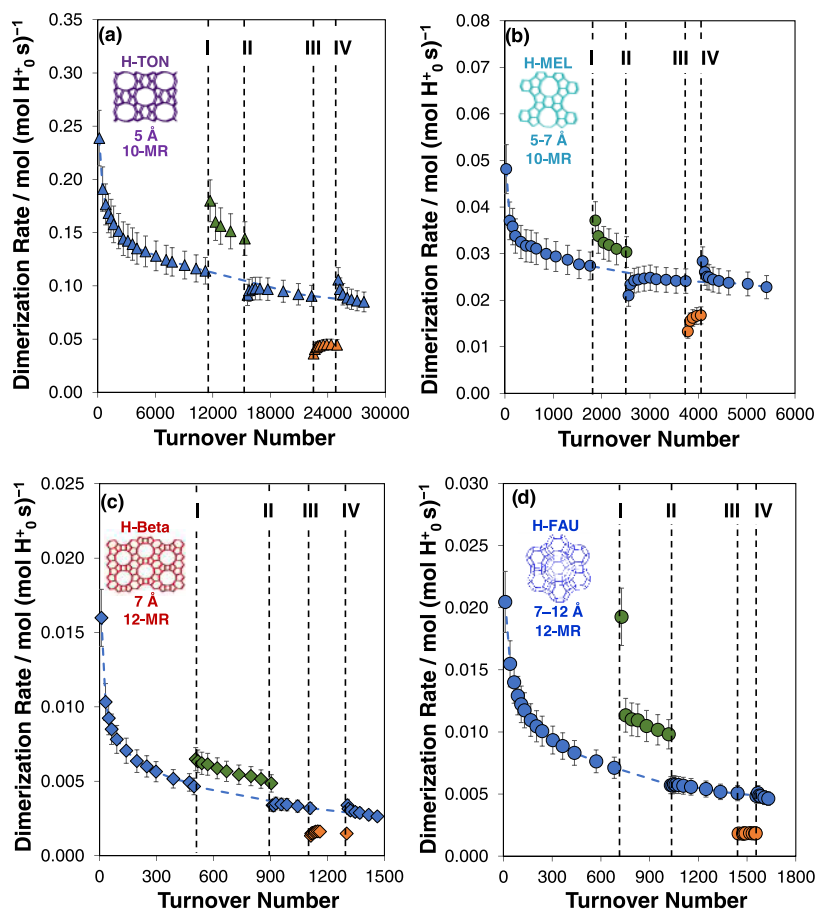 (a)
I II III IV
H-TON
5 Å
10-MR
0.35
0.30
0.25
0.20
0.15
0.10
0.05
0.00
0 6000 12000 18000 24000 30000
Turnover Number
Dimerization Rate / mol (mol H⁺₀ s)⁻¹
(b)
I II III IV
H-MEL
5-7 Å
10-MR
0.08
0.07
0.06
0.05
0.04
0.03
0.02
0.01
0.00
0 1000 2000 3000 4000 5000 6000
Turnover Number
Dimerization Rate / mol (mol H⁺₀ s)⁻¹
(c)
I II III IV
H-Beta
7 Å
12-MR
0.025
0.020
0.015
0.010
0.005
0.000
0 300 600 900 1200 1500
Turnover Number
Dimerization Rate / mol (mol H⁺₀ s)⁻¹
(d)
I II III IV
H-FAU
7–12 Å
12-MR
0.030
0.025
0.020
0.015
0.010
0.005
0.000
0 300 600 900 1200 1500 1800
Turnover Number
Dimerization Rate / mol (mol H⁺₀ s)⁻¹